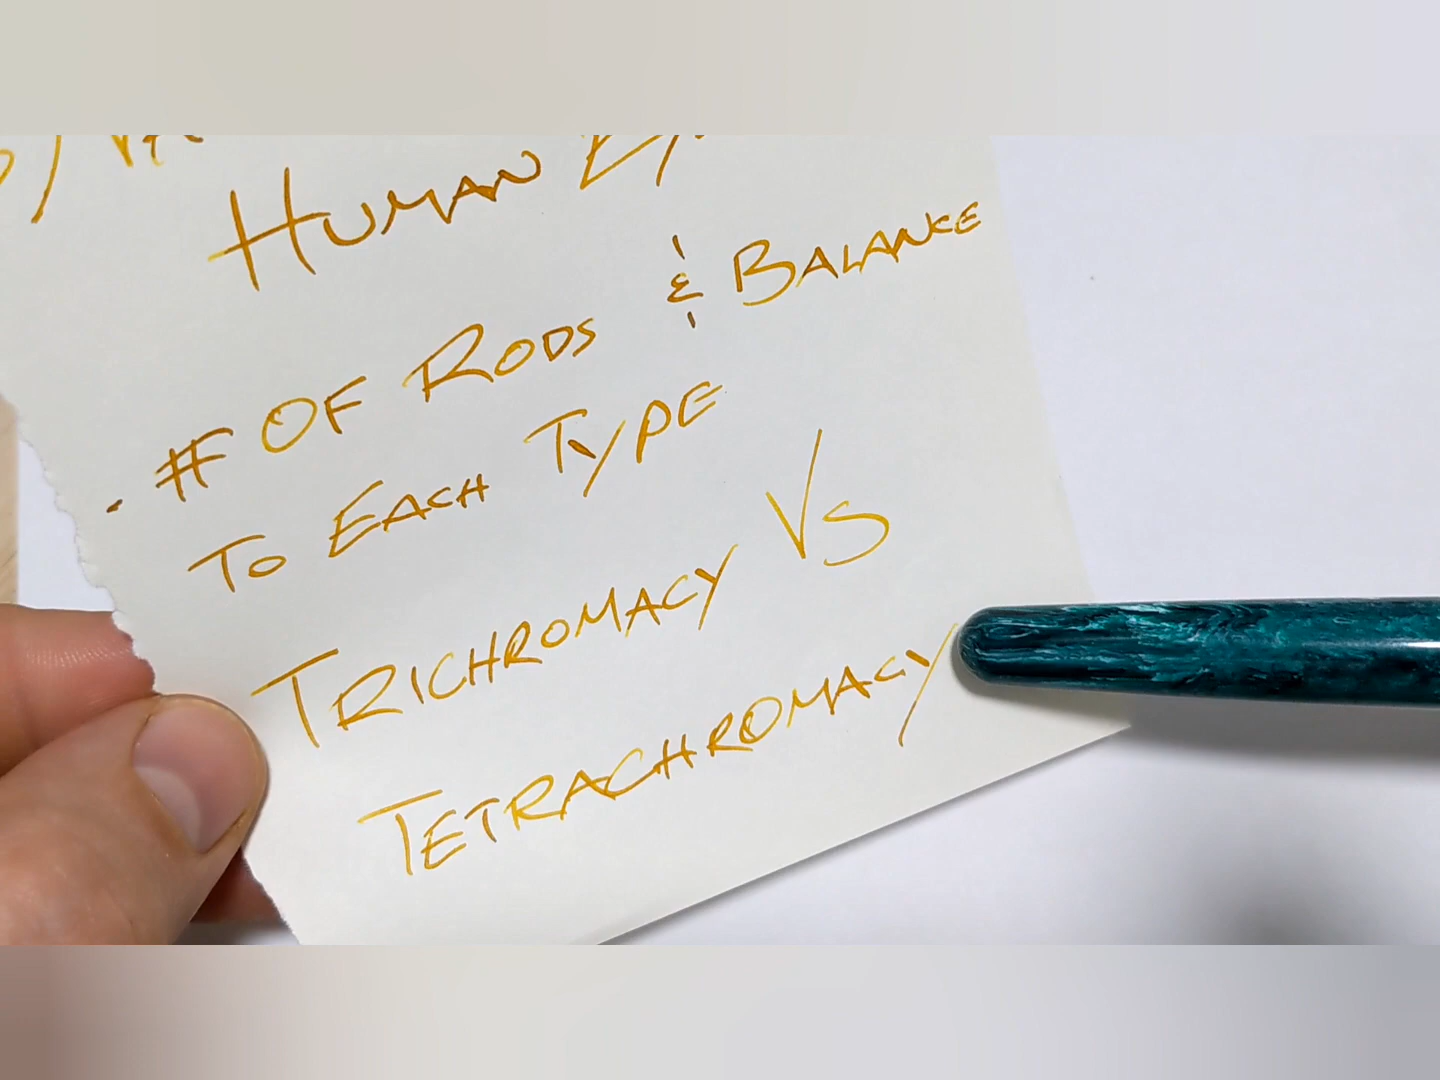 Human
• # of Rods & Balance
To Each Type
Trichromacy Vs
Tetrachromacy